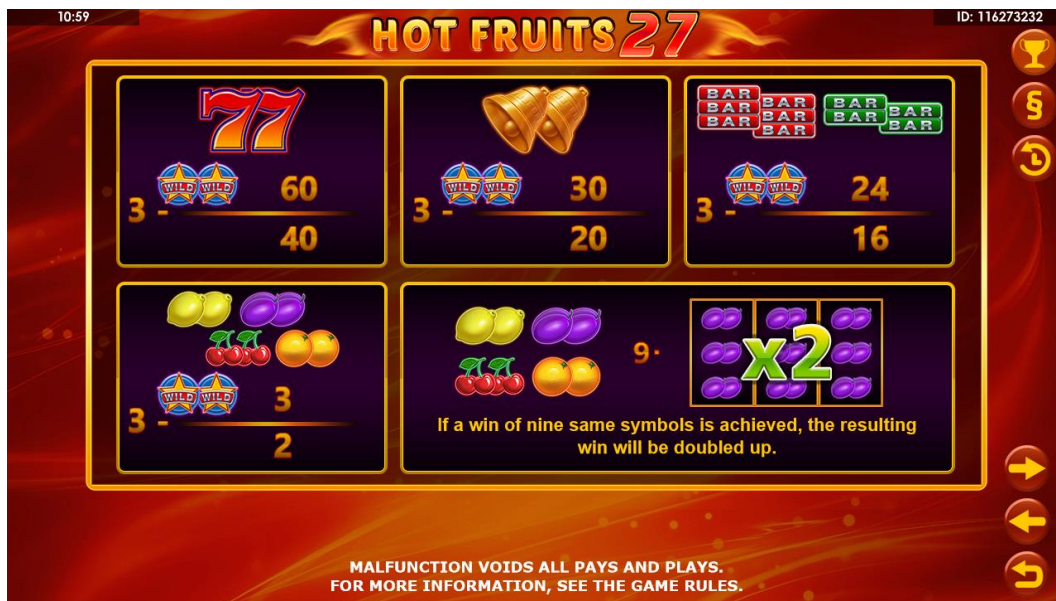 10:59
ID: 116273232
HOT FRUITS 27
§
77
BAR BAR BAR BAR BAR BAR
BAR BAR BAR BAR
WILD WILD 60
3 -
40
WILD WILD 30
3 -
20
WILD WILD 24
3 -
16
WILD WILD 3
3 -
2
9· x2
If a win of nine same symbols is achieved, the resulting
win will be doubled up.
MALFUNCTION VOIDS ALL PAYS AND PLAYS.
FOR MORE INFORMATION, SEE THE GAME RULES.